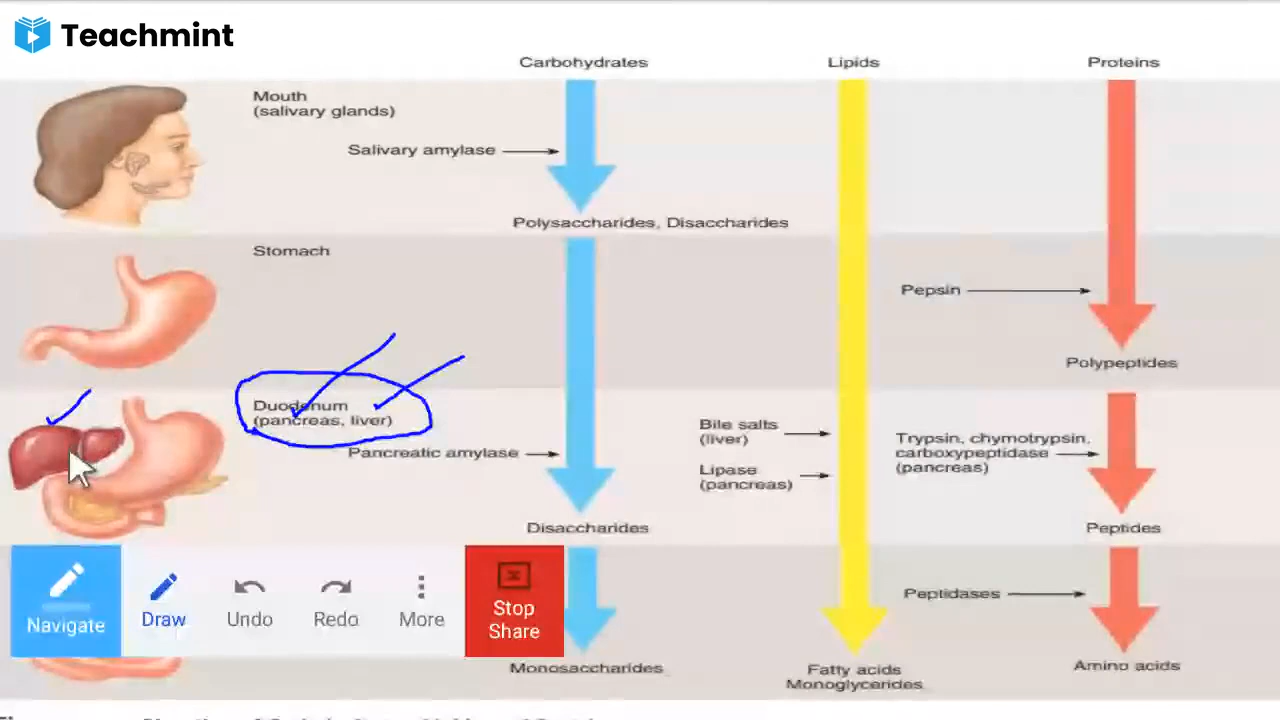 Teachmint
Carbohydrates
Lipids
Proteins
Mouth
(salivary glands)
Salivary amylase
Polysaccharides, Disaccharides
Stomach
Pepsin
Polypeptides
Duodenum
(pancreas, liver)
Pancreatic amylase
Bile salts
(liver)
Lipase
(pancreas)
Trypsin, chymotrypsin,
carboxypeptidase
(pancreas)
Disaccharides
Peptides
Navigate
Draw
Undo
Redo
More
Stop
Share
Peptidases
Monosaccharides
Fatty acids
Monoglycerides
Amino acids